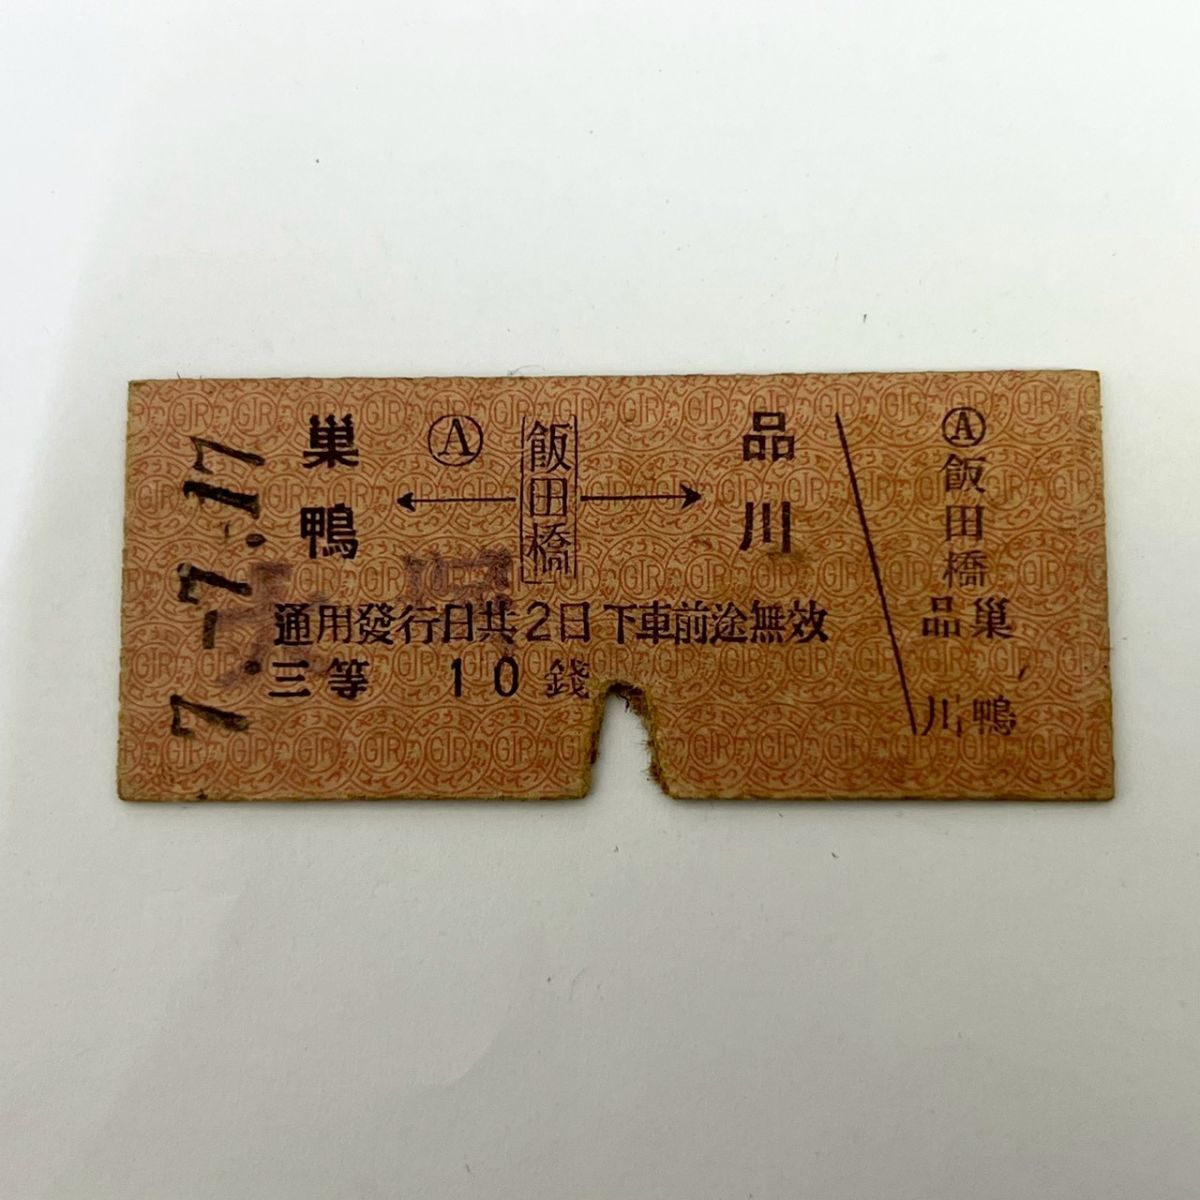 7.-7.17
巣鴨
Ⓐ
飯田橋
品川
通用發行日共2日 下車前途無效
三等 10錢
Ⓐ
飯田橋
巣鴨
品川
GJR